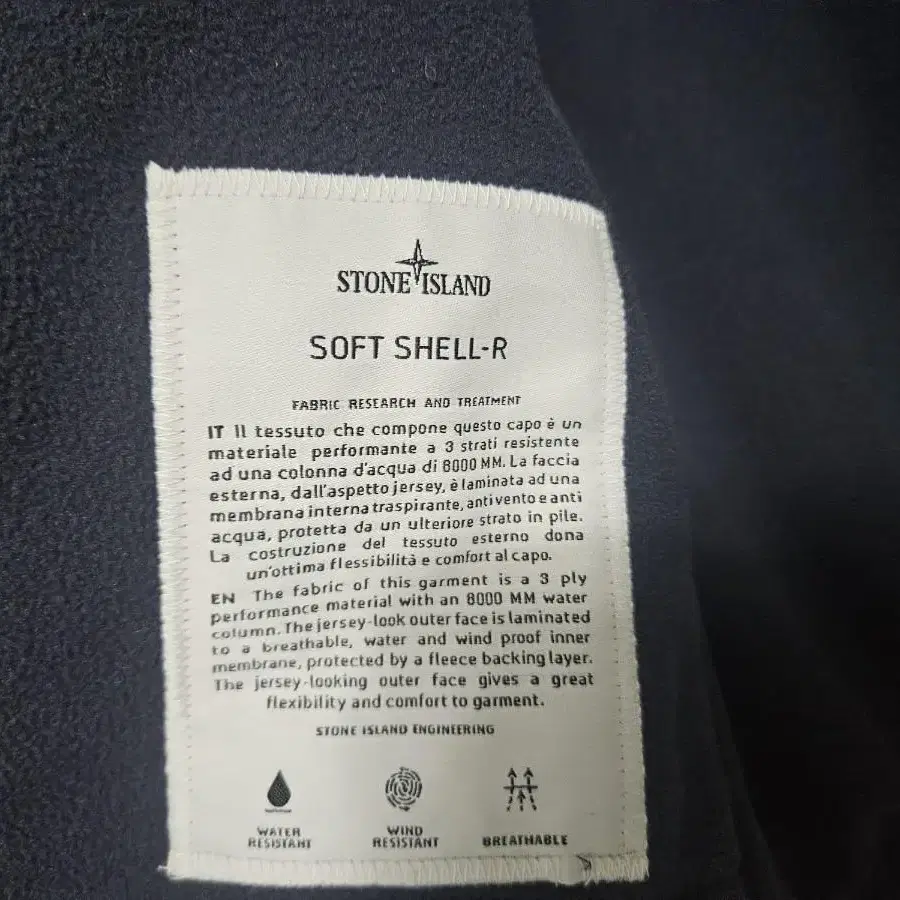 STONE ISLAND
SOFT SHELL-R
FABRIC RESEARCH AND TREATMENT
IT Il tessuto che compone questo capo è un
materiale performante a 3 strati resistente
ad una colonna d'acqua di 8000 MM. La faccia
esterna, dall'aspetto jersey, è laminata ad una
membrana interna traspirante, antivento e anti
acqua, protetta da un ulteriore strato in pile.
La costruzione del tessuto esterno dona
un'ottima flessibilità e comfort al capo.
EN The fabric of this garment is a 3 ply
performance material with an 8000 MM water
column. The jersey-look outer face is laminated
to a breathable, water and wind proof inner
membrane, protected by a fleece backing layer.
The jersey-looking outer face gives a great
flexibility and comfort to garment.
STONE ISLAND ENGINEERING
WATER
RESISTANT
WIND
RESISTANT
BREATHABLE